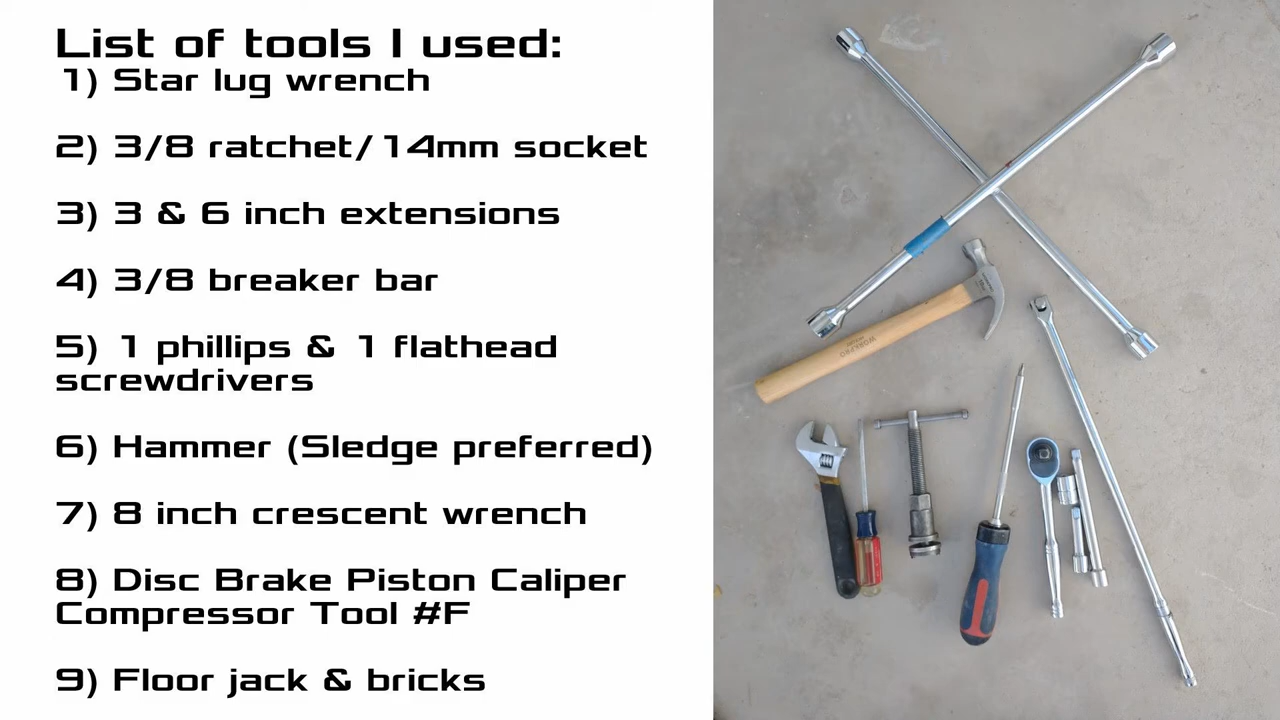 List of tools I used:
1) Star lug wrench
2) 3/8 ratchet/14mm socket
3) 3 & 6 inch extensions
4) 3/8 breaker bar
5) 1 phillips & 1 flathead
screwdrivers
6) Hammer (Sledge preferred)
7) 8 inch crescent wrench
8) Disc Brake Piston Caliper
Compressor Tool #F
9) Floor jack & bricks
WORKPRO